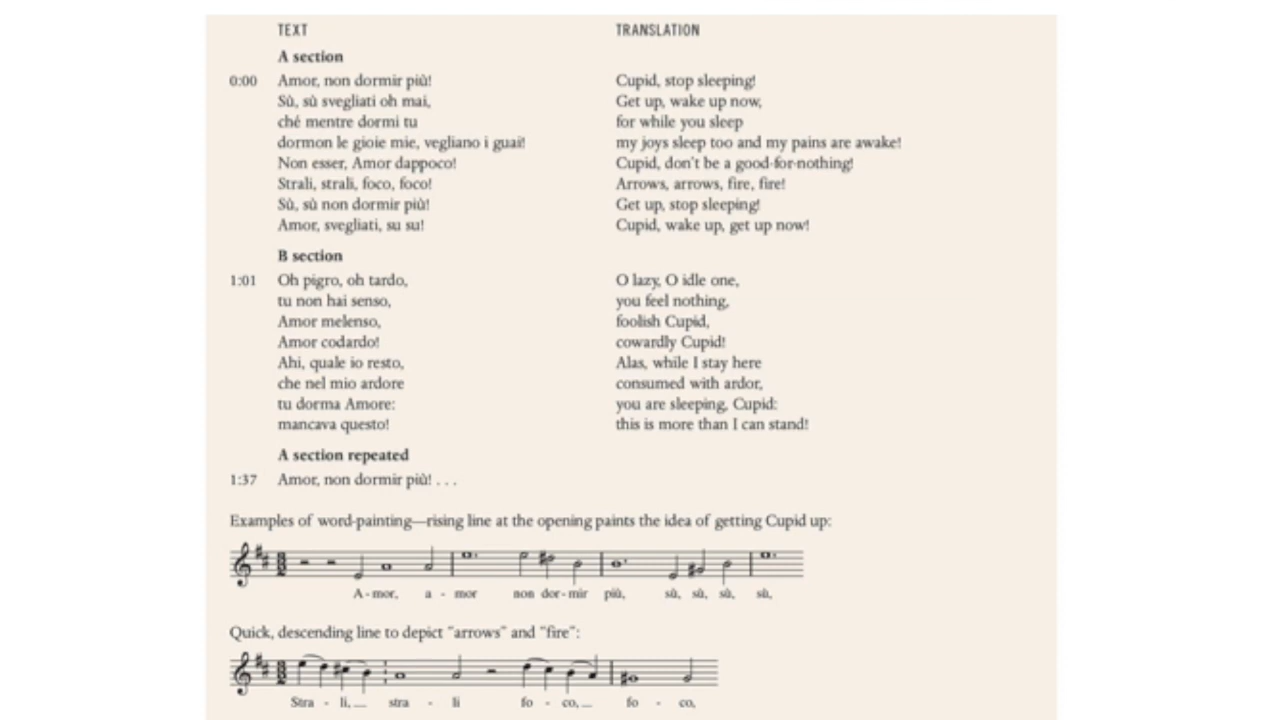 TEXT TRANSLATION
A section
0:00 Amor, non dormir più! Cupid, stop sleeping!
Sù, sù svegliati oh mai, Get up, wake up now,
ché mentre dormi tu for while you sleep
dormon le gioie mie, vegliano i guai! my joys sleep too and my pains are awake!
Non esser, Amor dappoco! Cupid, don't be a good-for-nothing!
Strali, strali, foco, foco! Arrows, arrows, fire, fire!
Sù, sù non dormir più! Get up, stop sleeping!
Amor, svegliati, su su! Cupid, wake up, get up now!
B section
1:01 Oh pigro, oh tardo, O lazy, O idle one,
tu non hai senso, you feel nothing,
Amor melenso, foolish Cupid,
Amor codardo! cowardly Cupid!
Ahi, quale io resto, Alas, while I stay here
che nel mio ardore consumed with ardor,
tu dorma Amore: you are sleeping, Cupid:
mancava questo! this is more than I can stand!
A section repeated
1:37 Amor, non dormir più! . . .
Examples of word-painting—rising line at the opening paints the idea of getting Cupid up:
A - mor, a - mor non dor - mir più, sù, sù, sù, sù,
Quick, descending line to depict "arrows" and "fire":
Stra - li, stra - li fo - co, fo - co,